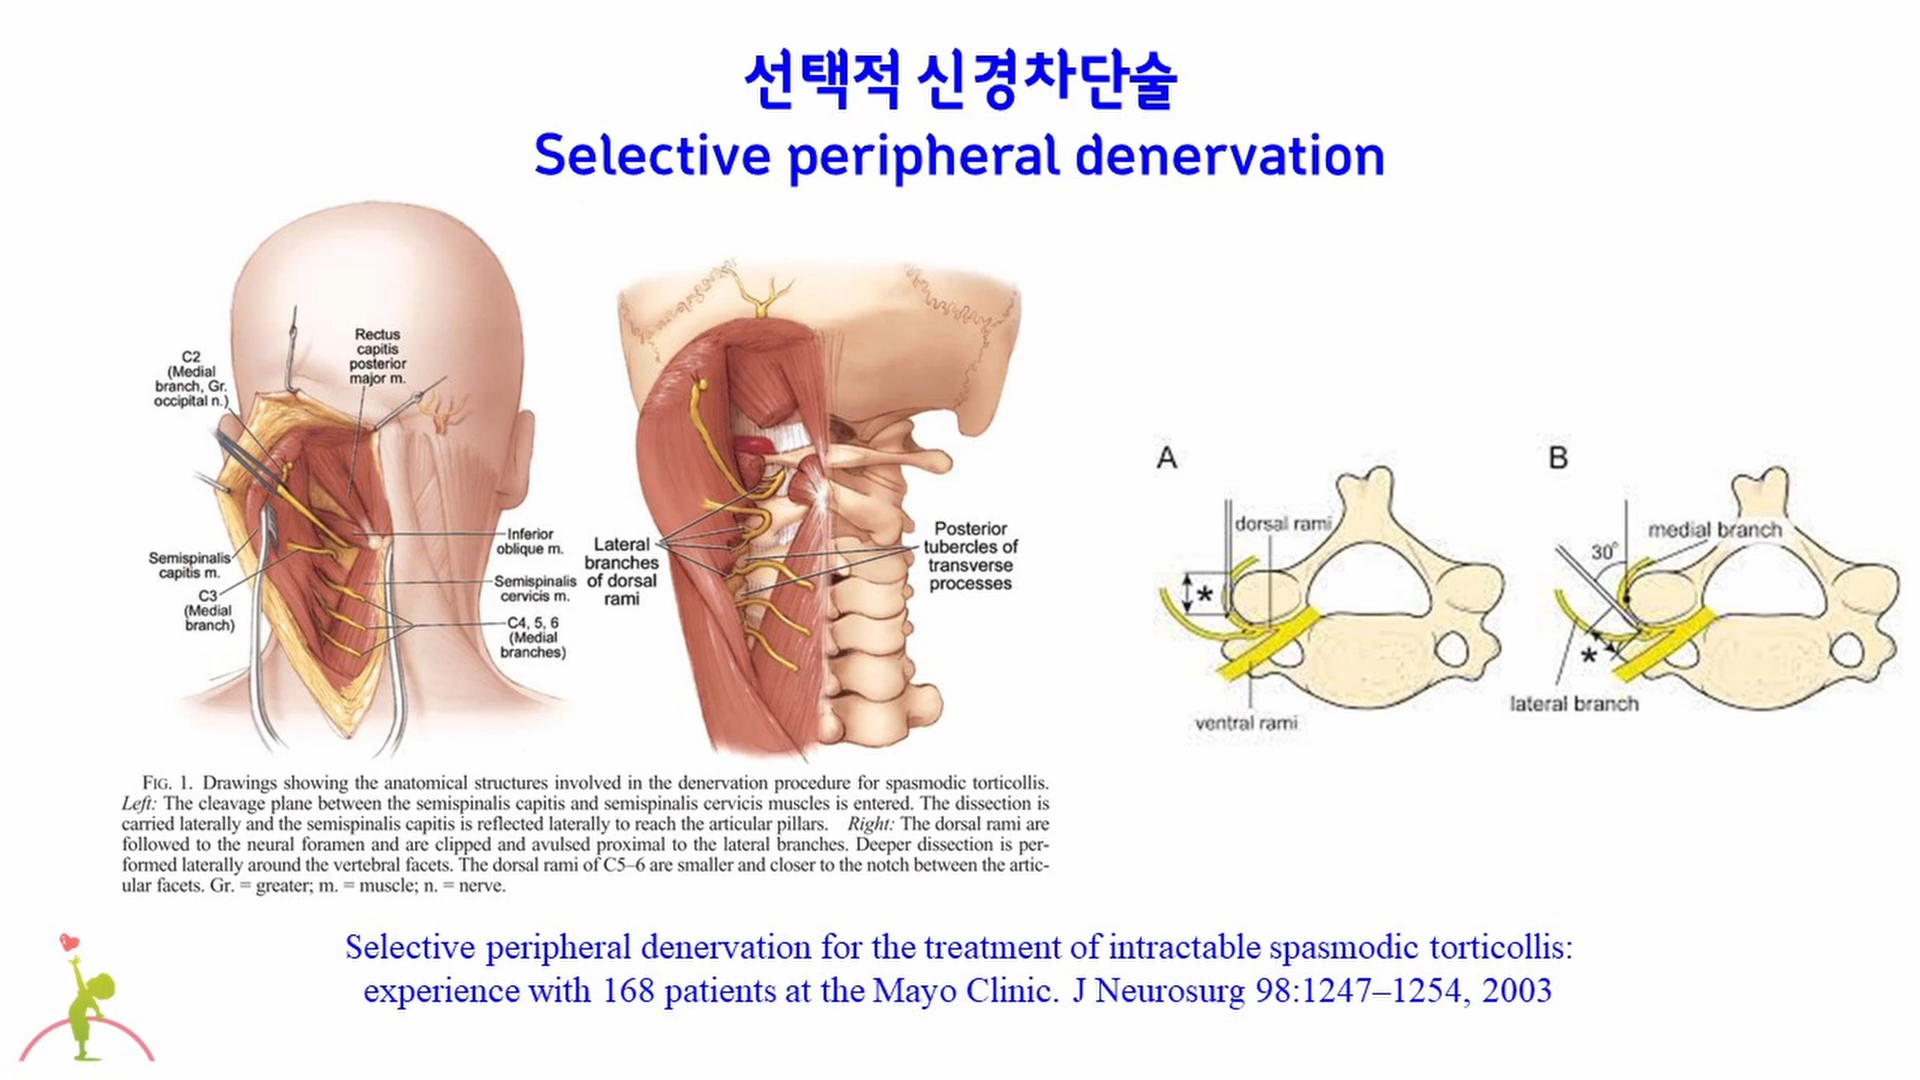 선택적 신경차단술
Selective peripheral denervation
C2
(Medial
branch, Gr.
occipital n.)
Rectus
capitis
posterior
major m.
Semispinalis
capitis m.
C3
(Medial
branch)
Inferior
oblique m.
Semispinalis
cervicis m.
C4, 5, 6
(Medial
branches)
Lateral
branches
of dorsal
rami
Posterior
tubercles of
transverse
processes
A
dorsal rami
*
ventral rami
B
medial branch
30°
*
lateral branch
FIG. 1. Drawings showing the anatomical structures involved in the denervation procedure for spasmodic torticollis.
Left: The cleavage plane between the semispinalis capitis and semispinalis cervicis muscles is entered. The dissection is
carried laterally and the semispinalis capitis is reflected laterally to reach the articular pillars. Right: The dorsal rami are
followed to the neural foramen and are clipped and avulsed proximal to the lateral branches. Deeper dissection is per-
formed laterally around the vertebral facets. The dorsal rami of C5–6 are smaller and closer to the notch between the artic-
ular facets. Gr. = greater; m. = muscle; n. = nerve.
Selective peripheral denervation for the treatment of intractable spasmodic torticollis:
experience with 168 patients at the Mayo Clinic. J Neurosurg 98:1247–1254, 2003